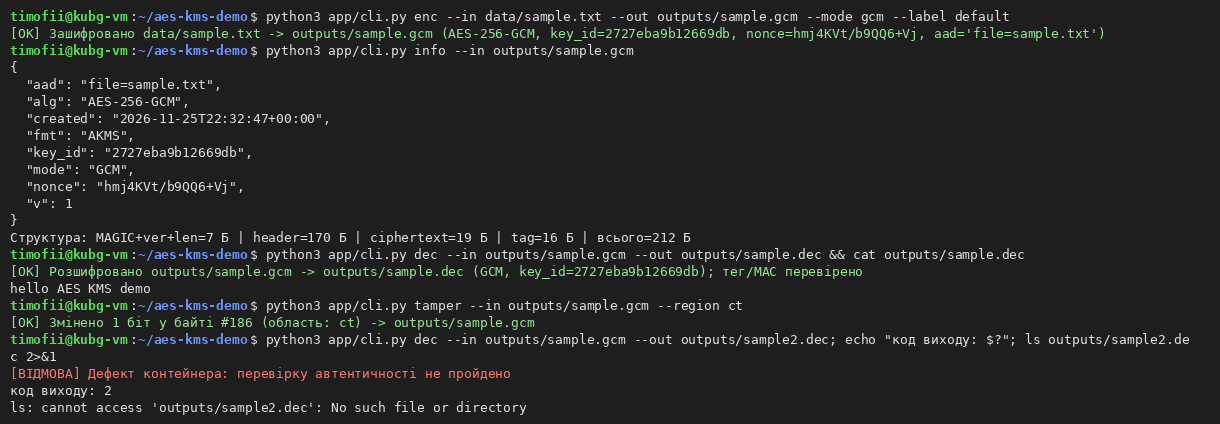 timofii@kubg-vm:~/aes-kms-demo$ python3 app/cli.py enc --in data/sample.txt --out outputs/sample.gcm --mode gcm --label default
[OK] Зашифровано data/sample.txt -> outputs/sample.gcm (AES-256-GCM, key_id=2727eba9b12669db, nonce=hmj4KVt/b9QQ6+Vj, aad='file=sample.txt')
timofii@kubg-vm:~/aes-kms-demo$ python3 app/cli.py info --in outputs/sample.gcm
{
  "aad": "file=sample.txt",
  "alg": "AES-256-GCM",
  "created": "2026-11-25T22:32:47+00:00",
  "fmt": "AKMS",
  "key_id": "2727eba9b12669db",
  "mode": "GCM",
  "nonce": "hmj4KVt/b9QQ6+Vj",
  "v": 1
}
Структура: MAGIC+ver+len=7 Б | header=170 Б | ciphertext=19 Б | tag=16 Б | всього=212 Б
timofii@kubg-vm:~/aes-kms-demo$ python3 app/cli.py dec --in outputs/sample.gcm --out outputs/sample.dec && cat outputs/sample.dec
[OK] Розшифровано outputs/sample.gcm -> outputs/sample.dec (GCM, key_id=2727eba9b12669db); тег/MAC перевірено
hello AES KMS demo
timofii@kubg-vm:~/aes-kms-demo$ python3 app/cli.py tamper --in outputs/sample.gcm --region ct
[OK] Змінено 1 біт у байті #186 (область: ct) -> outputs/sample.gcm
timofii@kubg-vm:~/aes-kms-demo$ python3 app/cli.py dec --in outputs/sample.gcm --out outputs/sample2.dec; echo "код виходу: $?"; ls outputs/sample2.de
c 2>&1
[ВІДМОВА] Дефект контейнера: перевірку автентичності не пройдено
код виходу: 2
ls: cannot access 'outputs/sample2.dec': No such file or directory